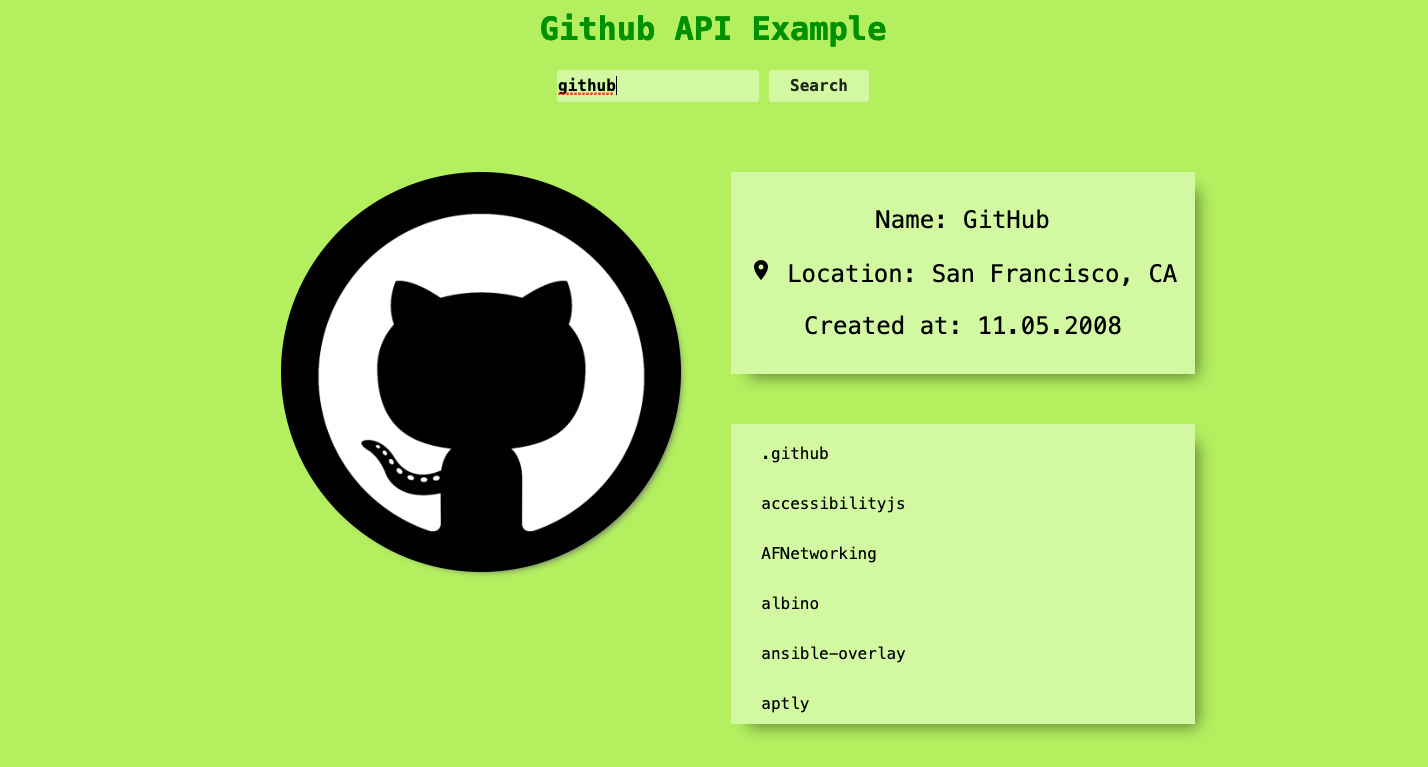 Github API Example
github
Search
Name: GitHub
Location: San Francisco, CA
Created at: 11.05.2008
.github
accessibilityjs
AFNetworking
albino
ansible-overlay
aptly